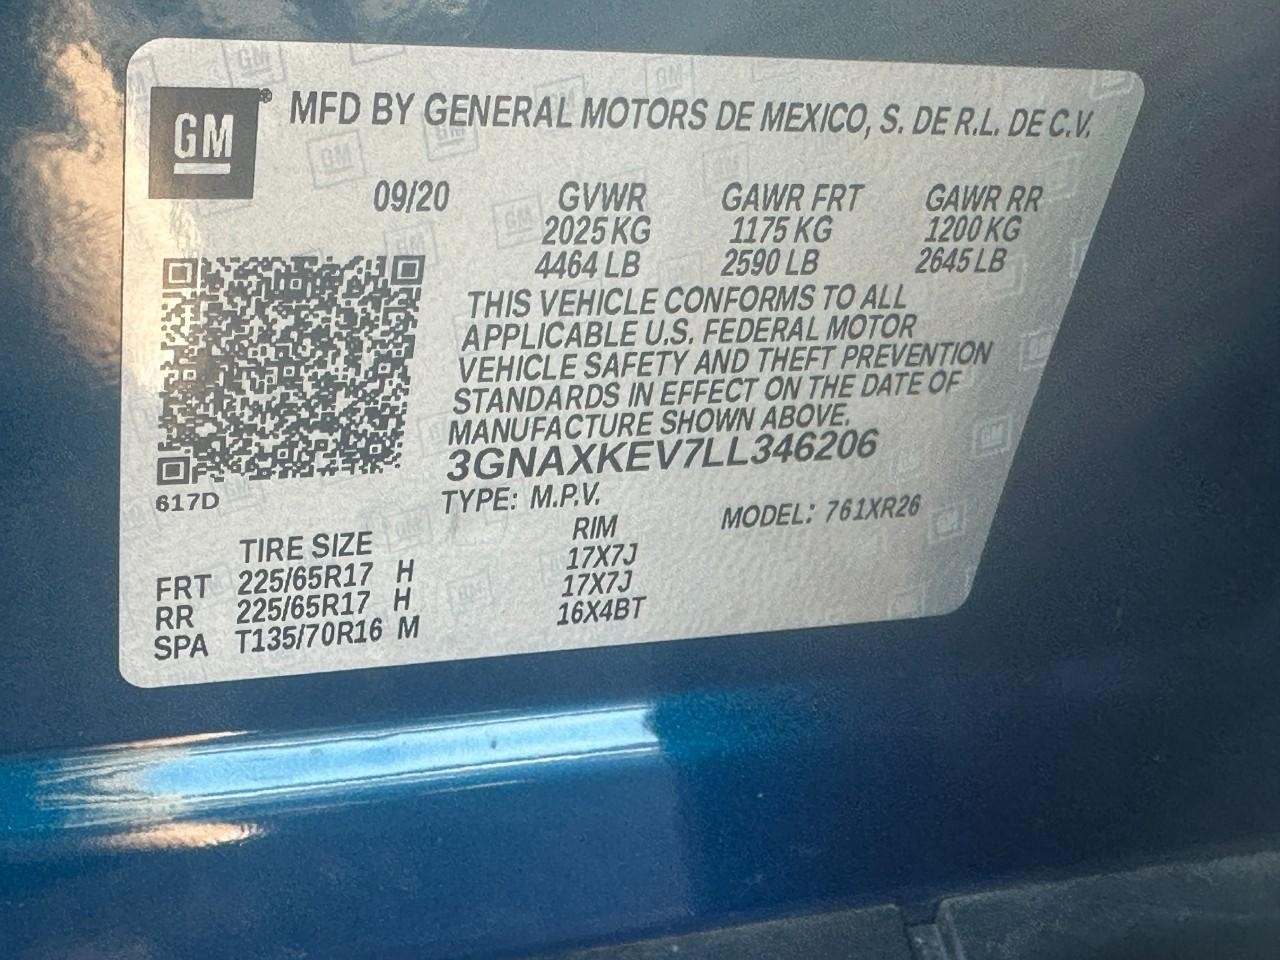 GM® MFD BY GENERAL MOTORS DE MEXICO, S. DE R.L. DE C.V.
09/20 GVWR GAWR FRT GAWR RR
2025 KG 1175 KG 1200 KG
4464 LB 2590 LB 2645 LB
THIS VEHICLE CONFORMS TO ALL
APPLICABLE U.S. FEDERAL MOTOR
VEHICLE SAFETY AND THEFT PREVENTION
STANDARDS IN EFFECT ON THE DATE OF
MANUFACTURE SHOWN ABOVE.
3GNAXKEV7LL346206
617D TYPE: M.P.V. MODEL: 761XR26
TIRE SIZE RIM
FRT 225/65R17 H 17X7J
RR 225/65R17 H 17X7J
SPA T135/70R16 M 16X4BT